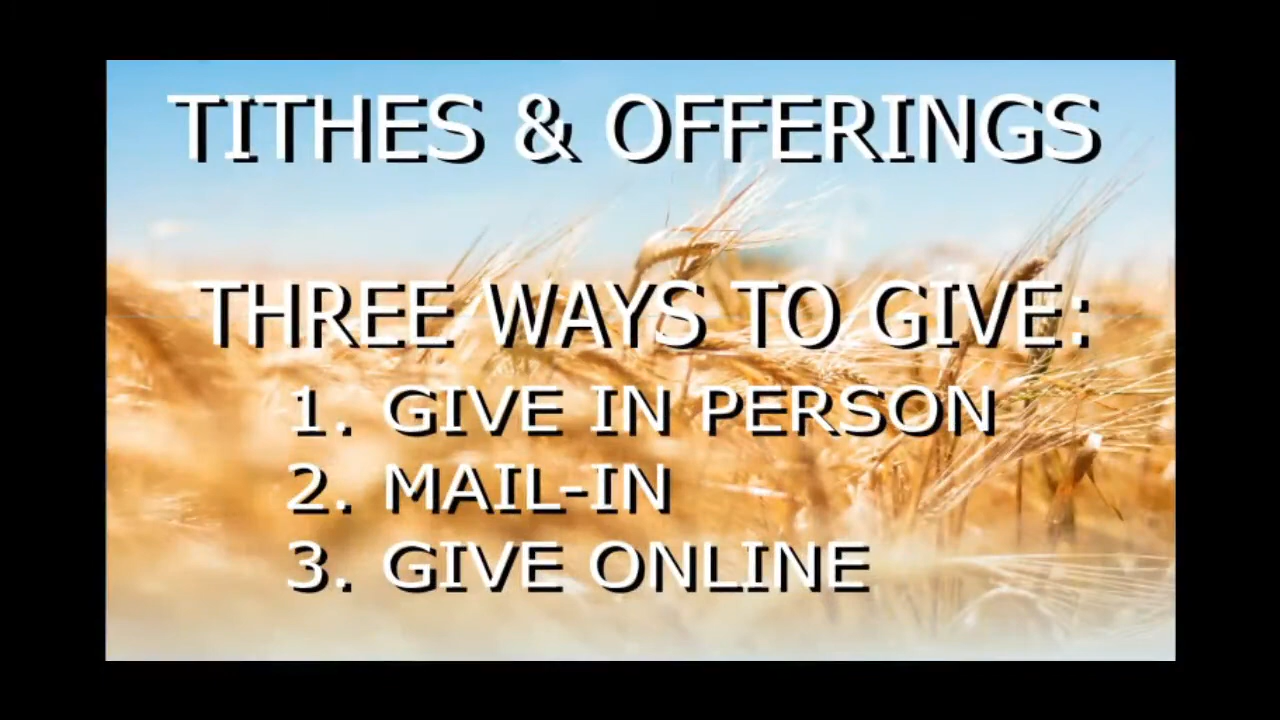 TITHES & OFFERINGS
THREE WAYS TO GIVE:
1. GIVE IN PERSON
2. MAIL-IN
3. GIVE ONLINE